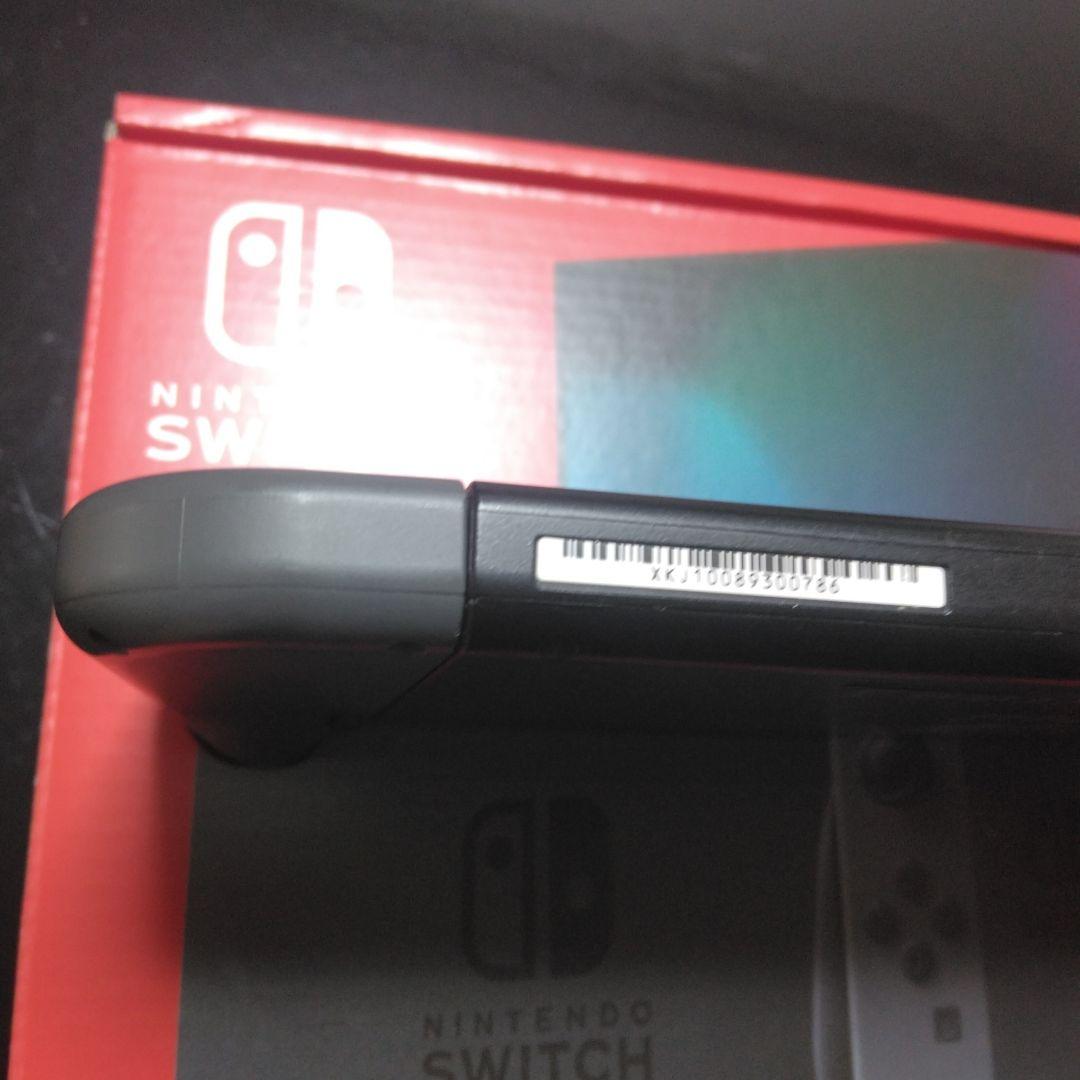 NINT
SW
XKJ10089300786
NINTENDO
SWITCH